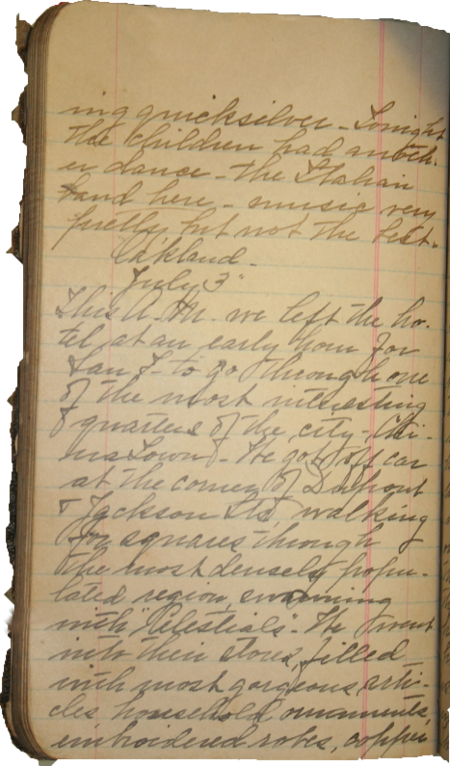 ing quicksilver - Tonight
the children had anoth-
er dance - the Italian
band here - music very
pretty but not the best.
Oakland -
July 3"
This A. M. we left the ho-
tel at an early hour for
San F- to go through one
of the most interesting
quarters of the city, Chi-
na Town - We got off car
at the corner of Dupont
& Jackson Sts, walking
for squares through
the most densely popu-
lated region, swarming
with "Celestials". We went
into their stores, filled
with most gorgeous arti-
cles household ornaments,
embroidered robes, copper